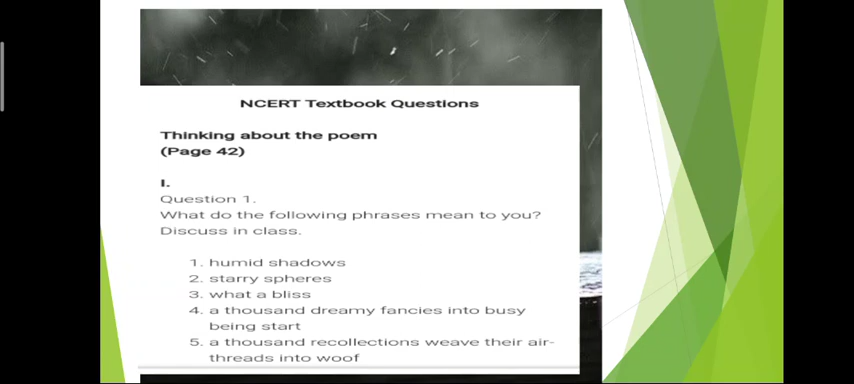 NCERT Textbook Questions
Thinking about the poem
(Page 42)
I.
Question 1.
What do the following phrases mean to you?
Discuss in class.
1. humid shadows
2. starry spheres
3. what a bliss
4. a thousand dreamy fancies into busy
being start
5. a thousand recollections weave their air-
threads into woof